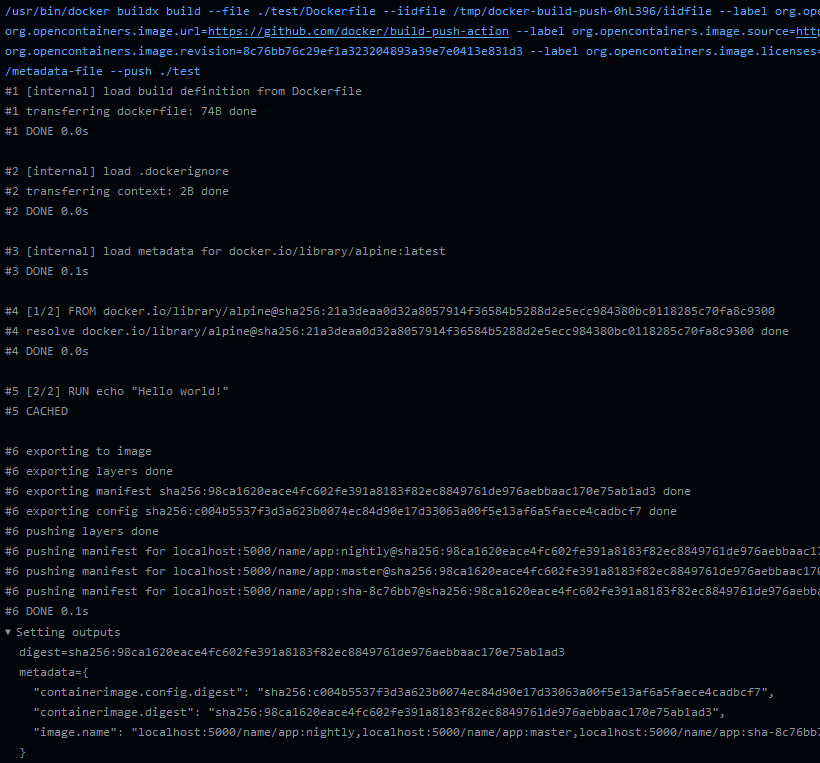 /usr/bin/docker buildx build --file ./test/Dockerfile --iidfile /tmp/docker-build-push-0hL396/iidfile --label org.ope
org.opencontainers.image.url=https://github.com/docker/build-push-action --label org.opencontainers.image.source=http
org.opencontainers.image.revision=8c76bb76c29ef1a323204893a39e7e0413e831d3 --label org.opencontainers.image.licenses=
/metadata-file --push ./test
#1 [internal] load build definition from Dockerfile
#1 transferring dockerfile: 74B done
#1 DONE 0.0s
#2 [internal] load .dockerignore
#2 transferring context: 2B done
#2 DONE 0.0s
#3 [internal] load metadata for docker.io/library/alpine:latest
#3 DONE 0.1s
#4 [1/2] FROM docker.io/library/alpine@sha256:21a3deaa0d32a8057914f36584b5288d2e5ecc984380bc0118285c70fa8c9300
#4 resolve docker.io/library/alpine@sha256:21a3deaa0d32a8057914f36584b5288d2e5ecc984380bc0118285c70fa8c9300 done
#4 DONE 0.0s
#5 [2/2] RUN echo "Hello world!"
#5 CACHED
#6 exporting to image
#6 exporting layers done
#6 exporting manifest sha256:98ca1620eace4fc602fe391a8183f82ec8849761de976aebbaac170e75ab1ad3 done
#6 exporting config sha256:c004b5537f3d3a623b0074ec84d90e17d33063a00f5e13af6a5faece4cadbcf7 done
#6 pushing layers done
#6 pushing manifest for localhost:5000/name/app:nightly@sha256:98ca1620eace4fc602fe391a8183f82ec8849761de976aebbaac17
#6 pushing manifest for localhost:5000/name/app:master@sha256:98ca1620eace4fc602fe391a8183f82ec8849761de976aebbaac170
#6 pushing manifest for localhost:5000/name/app:sha-8c76bb7@sha256:98ca1620eace4fc602fe391a8183f82ec8849761de976aebba
#6 DONE 0.1s
▼ Setting outputs
digest=sha256:98ca1620eace4fc602fe391a8183f82ec8849761de976aebbaac170e75ab1ad3
metadata={
"containerimage.config.digest": "sha256:c004b5537f3d3a623b0074ec84d90e17d33063a00f5e13af6a5faece4cadbcf7",
"containerimage.digest": "sha256:98ca1620eace4fc602fe391a8183f82ec8849761de976aebbaac170e75ab1ad3",
"image.name": "localhost:5000/name/app:nightly,localhost:5000/name/app:master,localhost:5000/name/app:sha-8c76bb7
}